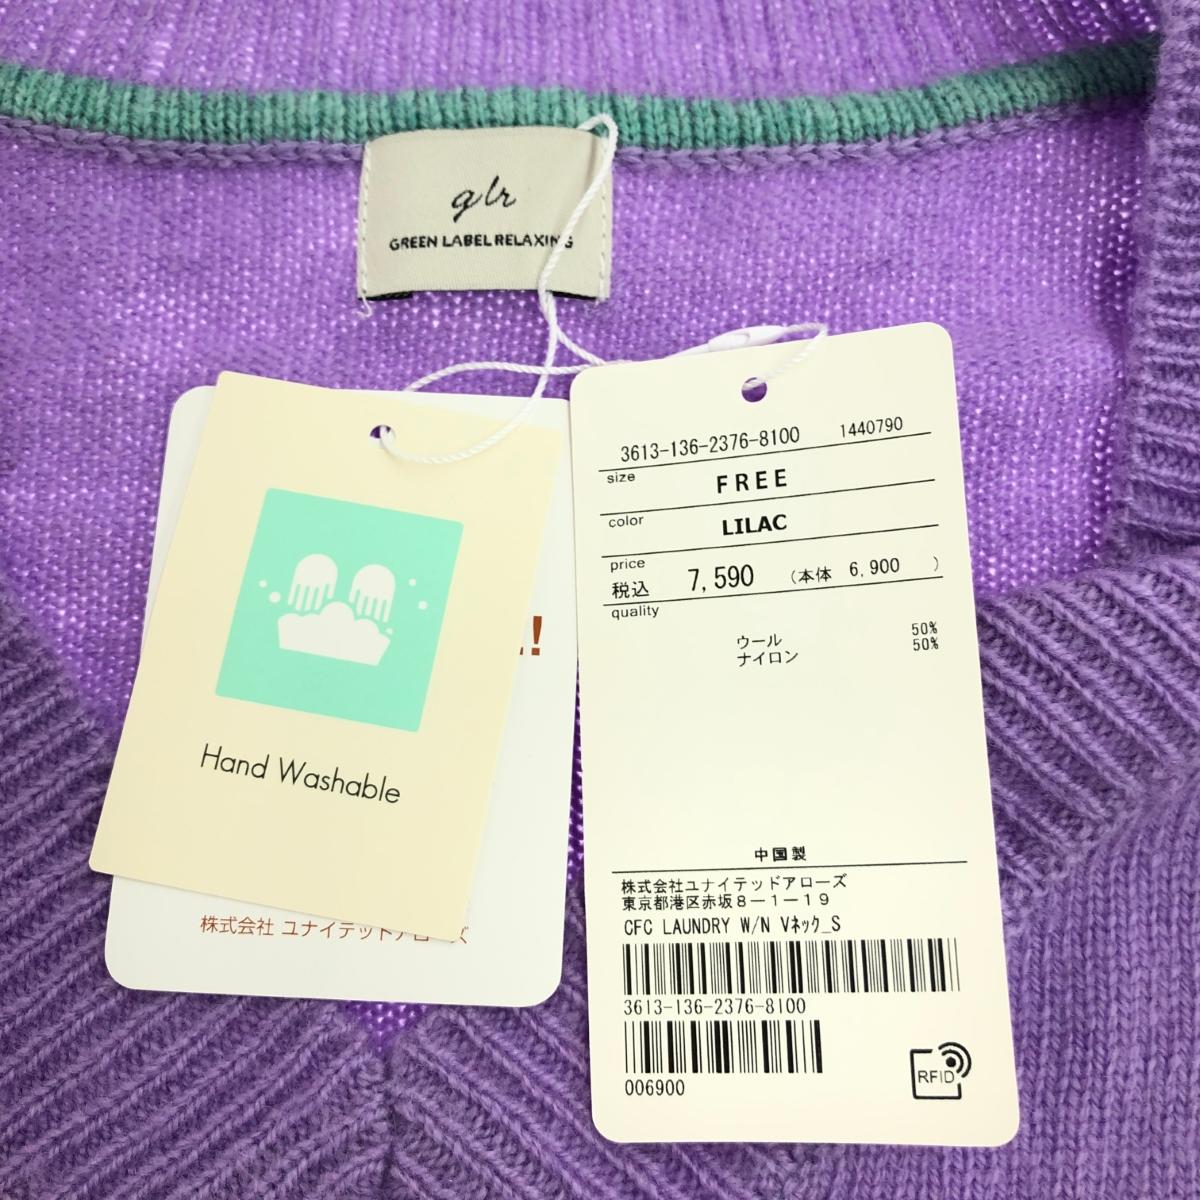 glr
GREEN LABEL RELAXING
3613-136-2376-8100 1440790
size FREE
color LILAC
price
税込 7,590 (本体 6,900 )
quality
ウール 50%
ナイロン 50%
中国製
株式会社ユナイテッドアローズ
東京都港区赤坂8-1-19
CFC LAUNDRY W/N Vネック_S
3613-136-2376-8100
006900
RFID
Hand Washable
!
株式会社 ユナイテッドアローズ